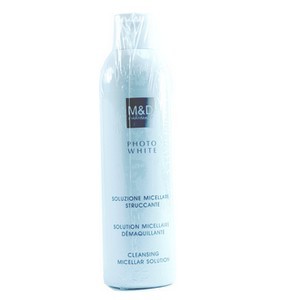 M&D
PHOTO
WHITE
SOLUZIONE MICELLARE
STRUCCANTE
SOLUTION MICELLAIRE
DÉMAQUILLANTE
CLEANSING
MICELLAR SOLUTION